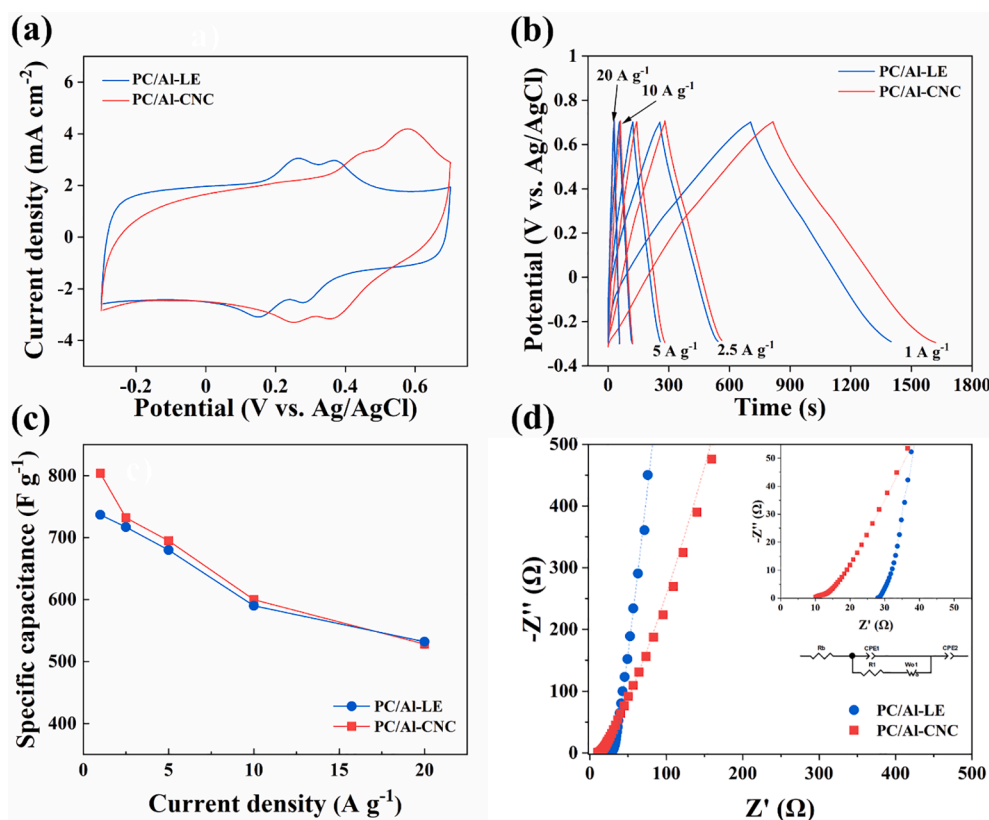 (a)
a)
PC/Al-LE
PC/Al-CNC
Current density (mA cm⁻²)
6
4
2
0
-2
-4
-0.2
0
0.2
0.4
0.6
Potential (V vs. Ag/AgCl)
(b)
20 A g⁻¹
10 A g⁻¹
PC/Al-LE
PC/Al-CNC
Potential (V vs. Ag/AgCl)
1
0.8
0.6
0.4
0.2
0
-0.2
-0.4
5 A g⁻¹
2.5 A g⁻¹
1 A g⁻¹
0
300
600
900
1200
1500
1800
Time (s)
(c)
c)
Specific capacitance (F g⁻¹)
800
700
600
500
400
PC/Al-LE
PC/Al-CNC
0
5
10
15
20
Current density (A g⁻¹)
(d)
-Z'' (Ω)
500
400
300
200
100
0
0
100
200
300
400
500
Z' (Ω)
-Z'' (Ω)
50
40
30
20
10
0
0
10
20
30
40
50
Z' (Ω)
Rb
CPE1
CPE2
R1
Wo1
PC/Al-LE
PC/Al-CNC